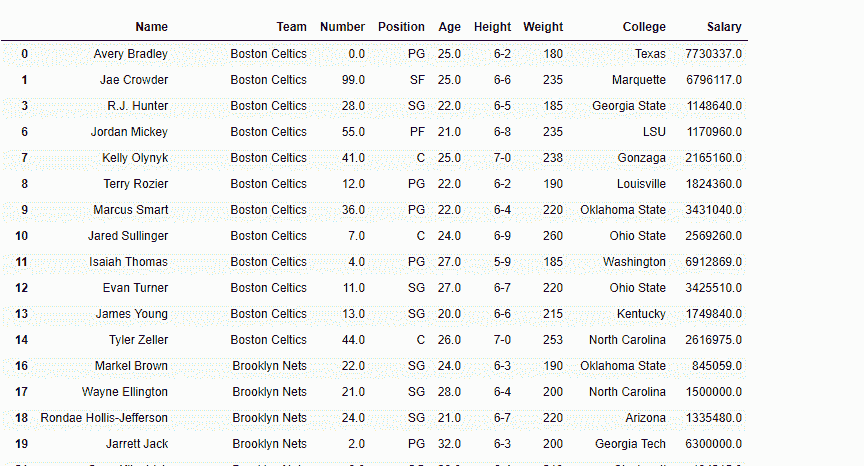 Name Team Number Position Age Height Weight College Salary
0 Avery Bradley Boston Celtics 0.0 PG 25.0 6-2 180 Texas 7730337.0
1 Jae Crowder Boston Celtics 99.0 SF 25.0 6-6 235 Marquette 6796117.0
3 R.J. Hunter Boston Celtics 28.0 SG 22.0 6-5 185 Georgia State 1148640.0
6 Jordan Mickey Boston Celtics 55.0 PF 21.0 6-8 235 LSU 1170960.0
7 Kelly Olynyk Boston Celtics 41.0 C 25.0 7-0 238 Gonzaga 2165160.0
8 Terry Rozier Boston Celtics 12.0 PG 22.0 6-2 190 Louisville 1824360.0
9 Marcus Smart Boston Celtics 36.0 PG 22.0 6-4 220 Oklahoma State 3431040.0
10 Jared Sullinger Boston Celtics 7.0 C 24.0 6-9 260 Ohio State 2569260.0
11 Isaiah Thomas Boston Celtics 4.0 PG 27.0 5-9 185 Washington 6912869.0
12 Evan Turner Boston Celtics 11.0 SG 27.0 6-7 220 Ohio State 3425510.0
13 James Young Boston Celtics 13.0 SG 20.0 6-6 215 Kentucky 1749840.0
14 Tyler Zeller Boston Celtics 44.0 C 26.0 7-0 253 North Carolina 2616975.0
16 Markel Brown Brooklyn Nets 22.0 SG 24.0 6-3 190 Oklahoma State 845059.0
17 Wayne Ellington Brooklyn Nets 21.0 SG 28.0 6-4 200 North Carolina 1500000.0
18 Rondae Hollis-Jefferson Brooklyn Nets 24.0 SG 21.0 6-7 220 Arizona 1335480.0
19 Jarrett Jack Brooklyn Nets 2.0 PG 32.0 6-3 200 Georgia Tech 6300000.0